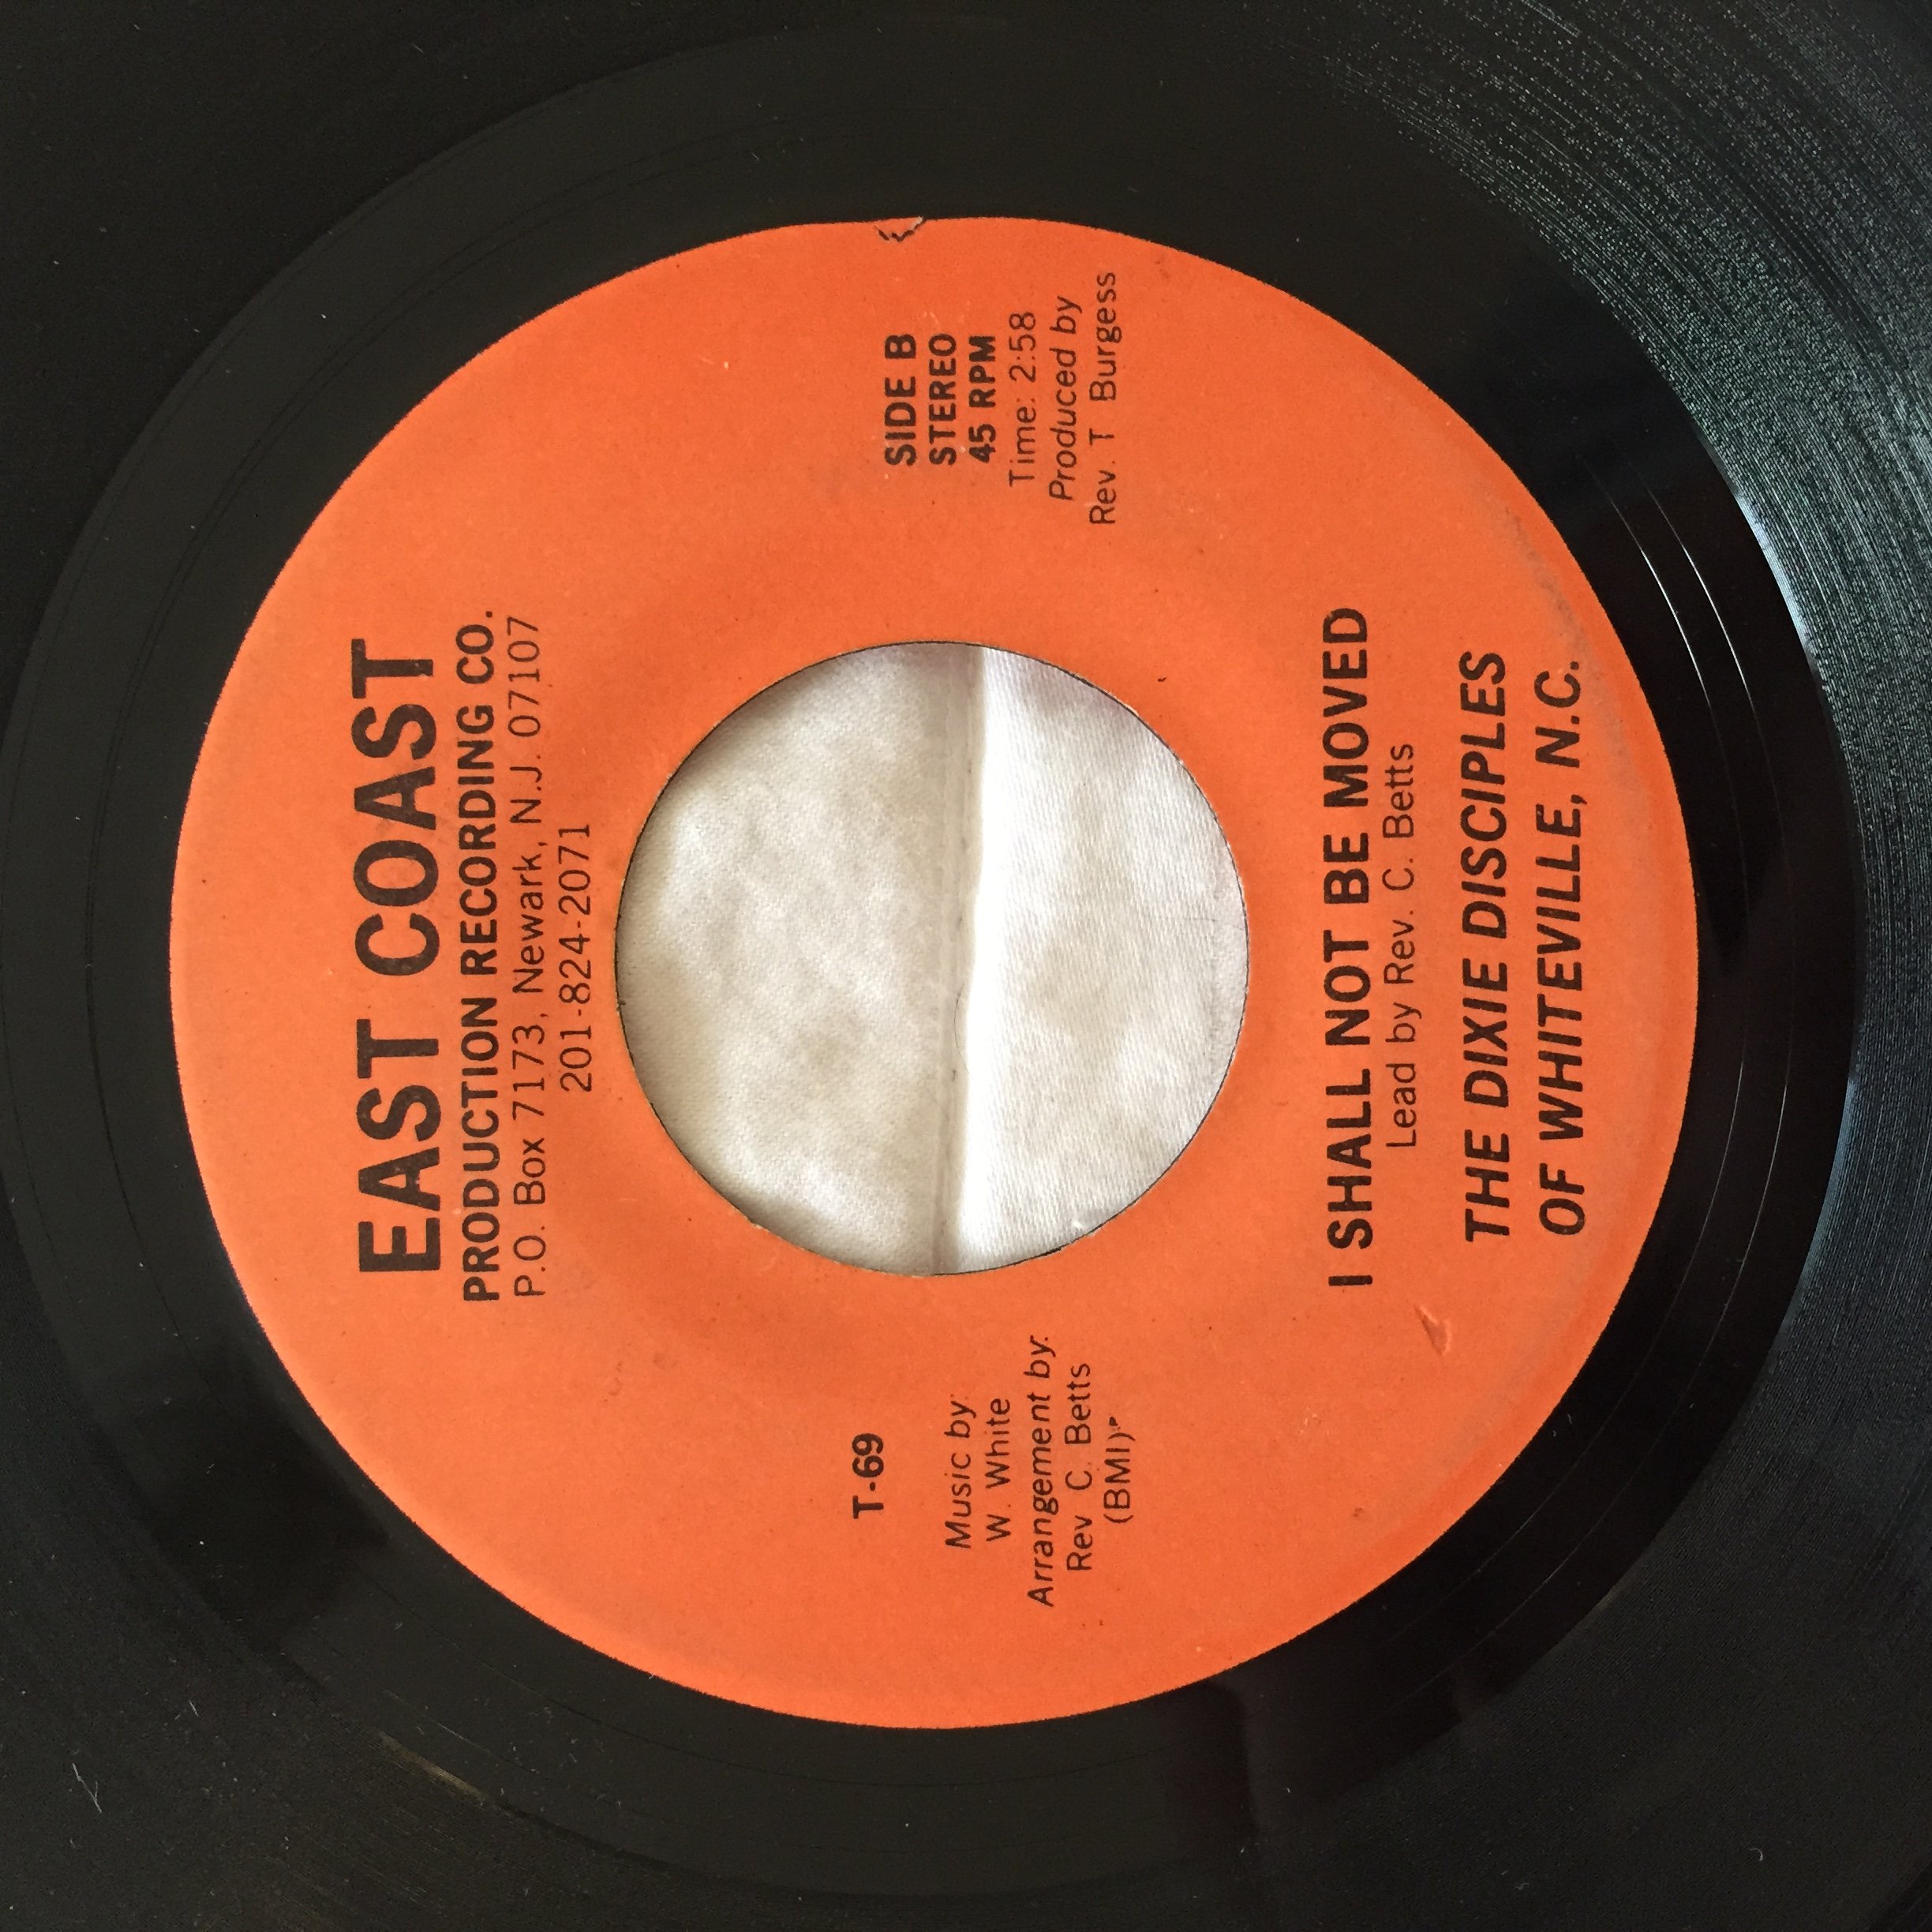 EAST COAST
PRODUCTION RECORDING CO.
P.O. Box 7173, Newark, N.J. 07107
201-824-2071
T-69
Music by:
W. White
Arrangement by:
Rev. C. Betts
(BMI)
SIDE B
STEREO
45 RPM
Time: 2:58
Produced by
Rev. T Burgess
I SHALL NOT BE MOVED
Lead by Rev. C. Betts
THE DIXIE DISCIPLES
OF WHITEVILLE, N.C.